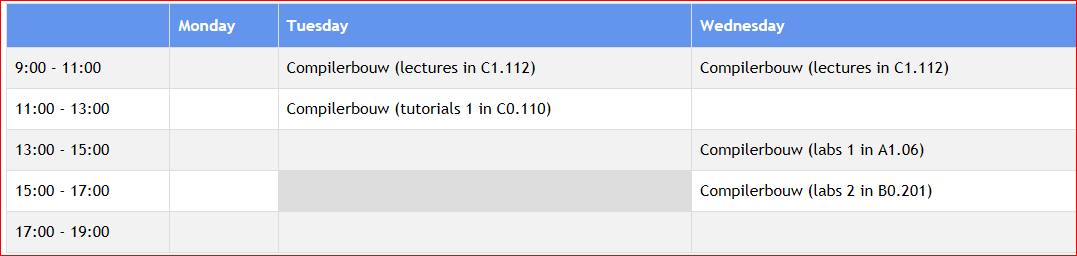 Monday Tuesday Wednesday
9:00 - 11:00 Compilerbouw (lectures in C1.112) Compilerbouw (lectures in C1.112)
11:00 - 13:00 Compilerbouw (tutorials 1 in C0.110)
13:00 - 15:00 Compilerbouw (labs 1 in A1.06)
15:00 - 17:00 Compilerbouw (labs 2 in B0.201)
17:00 - 19:00